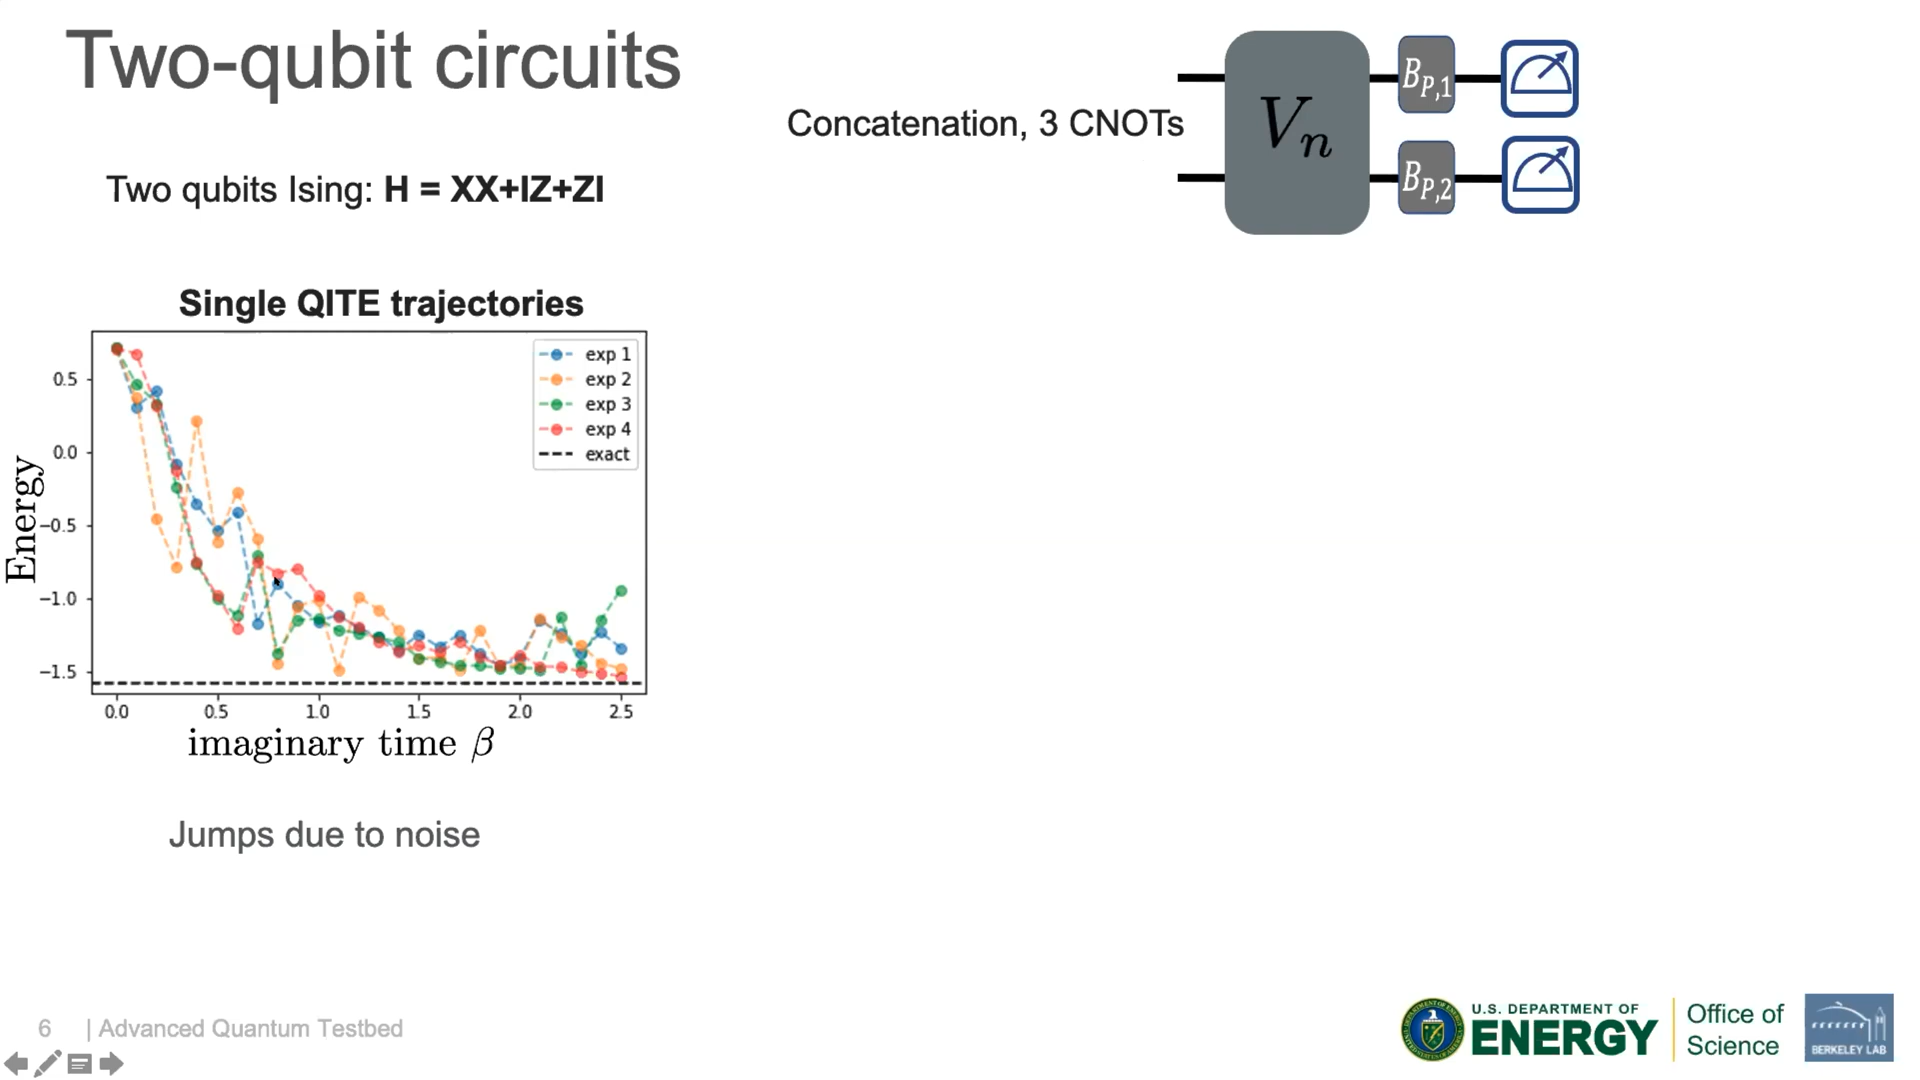 Two-qubit circuits
Concatenation, 3 CNOTs
V_n
B_{P,1}
B_{P,2}
Two qubits Ising: H = XX+IZ+ZI
Single QITE trajectories
exp 1
exp 2
exp 3
exp 4
exact
Energy
0.5
0.0
−0.5
−1.0
−1.5
0.0 0.5 1.0 1.5 2.0 2.5
imaginary time β
Jumps due to noise
6 | Advanced Quantum Testbed
U.S. DEPARTMENT OF
ENERGY
Office of
Science
BERKELEY LAB